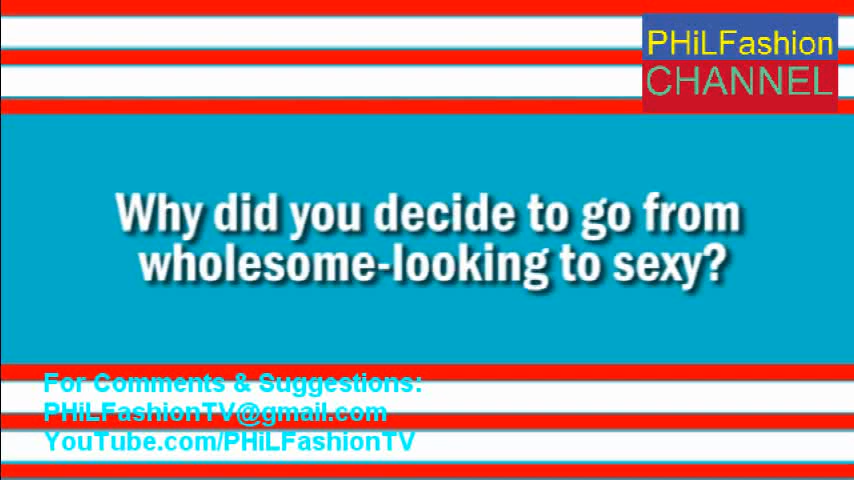 PHiLFashion
CHANNEL
Why did you decide to go from
wholesome-looking to sexy?
For Comments & Suggestions:
PHiLFashionTV@gmail.com
YouTube.com/PHiLFashionTV